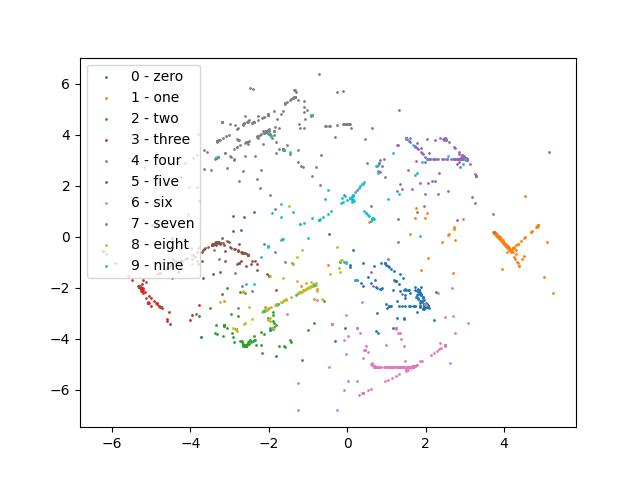 0 - zero
1 - one
2 - two
3 - three
4 - four
5 - five
6 - six
7 - seven
8 - eight
9 - nine
6
4
2
0
−2
−4
−6
−6 −4 −2 0 2 4